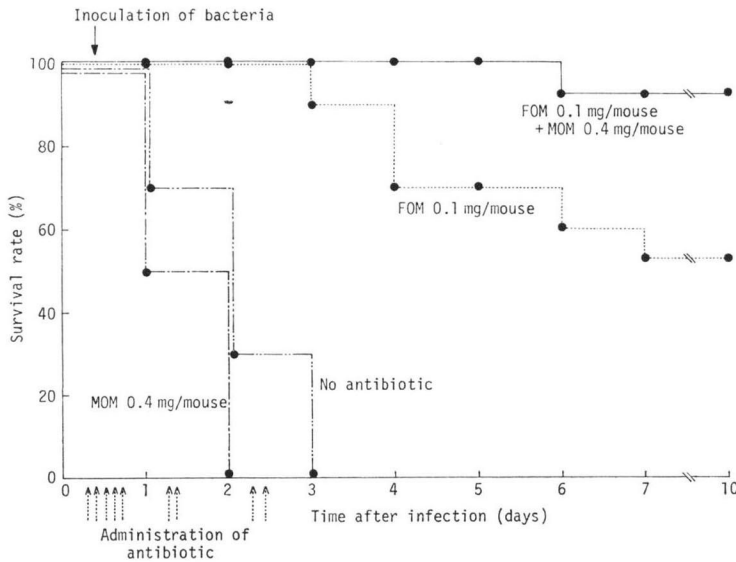 Inoculation of bacteria
Survival rate (%)
100
80
60
40
20
0
FOM 0.1 mg/mouse
+ MOM 0.4 mg/mouse
FOM 0.1 mg/mouse
No antibiotic
MOM 0.4 mg/mouse
0 1 2 3 4 5 6 7 10
Time after infection (days)
Administration of
antibiotic